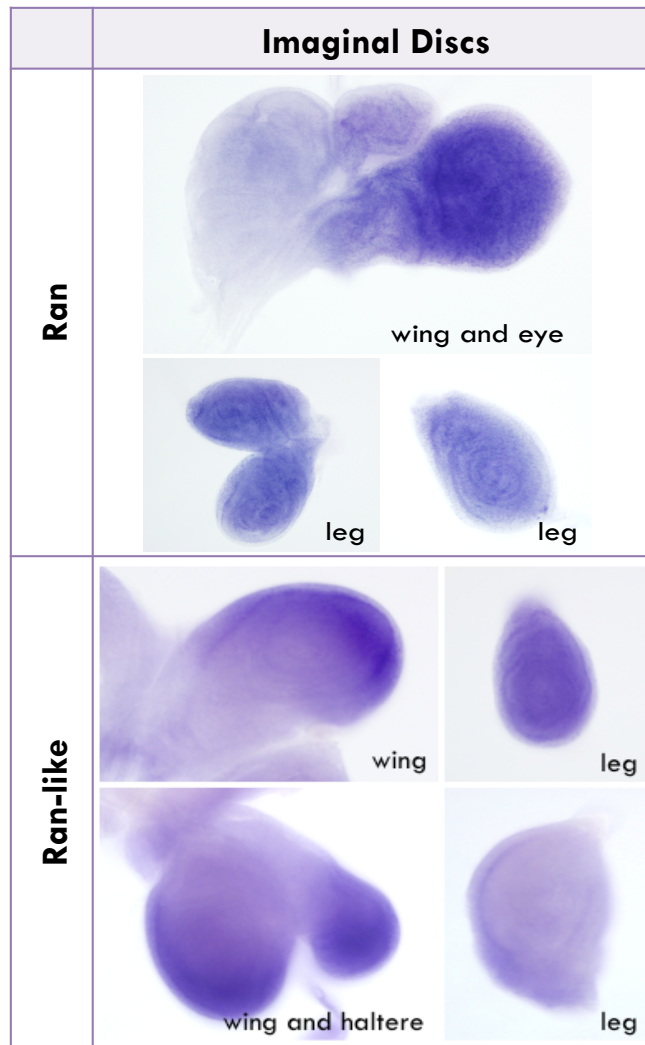 Imaginal Discs
Ran
wing and eye
leg
leg
Ran-like
wing
leg
wing and haltere
leg